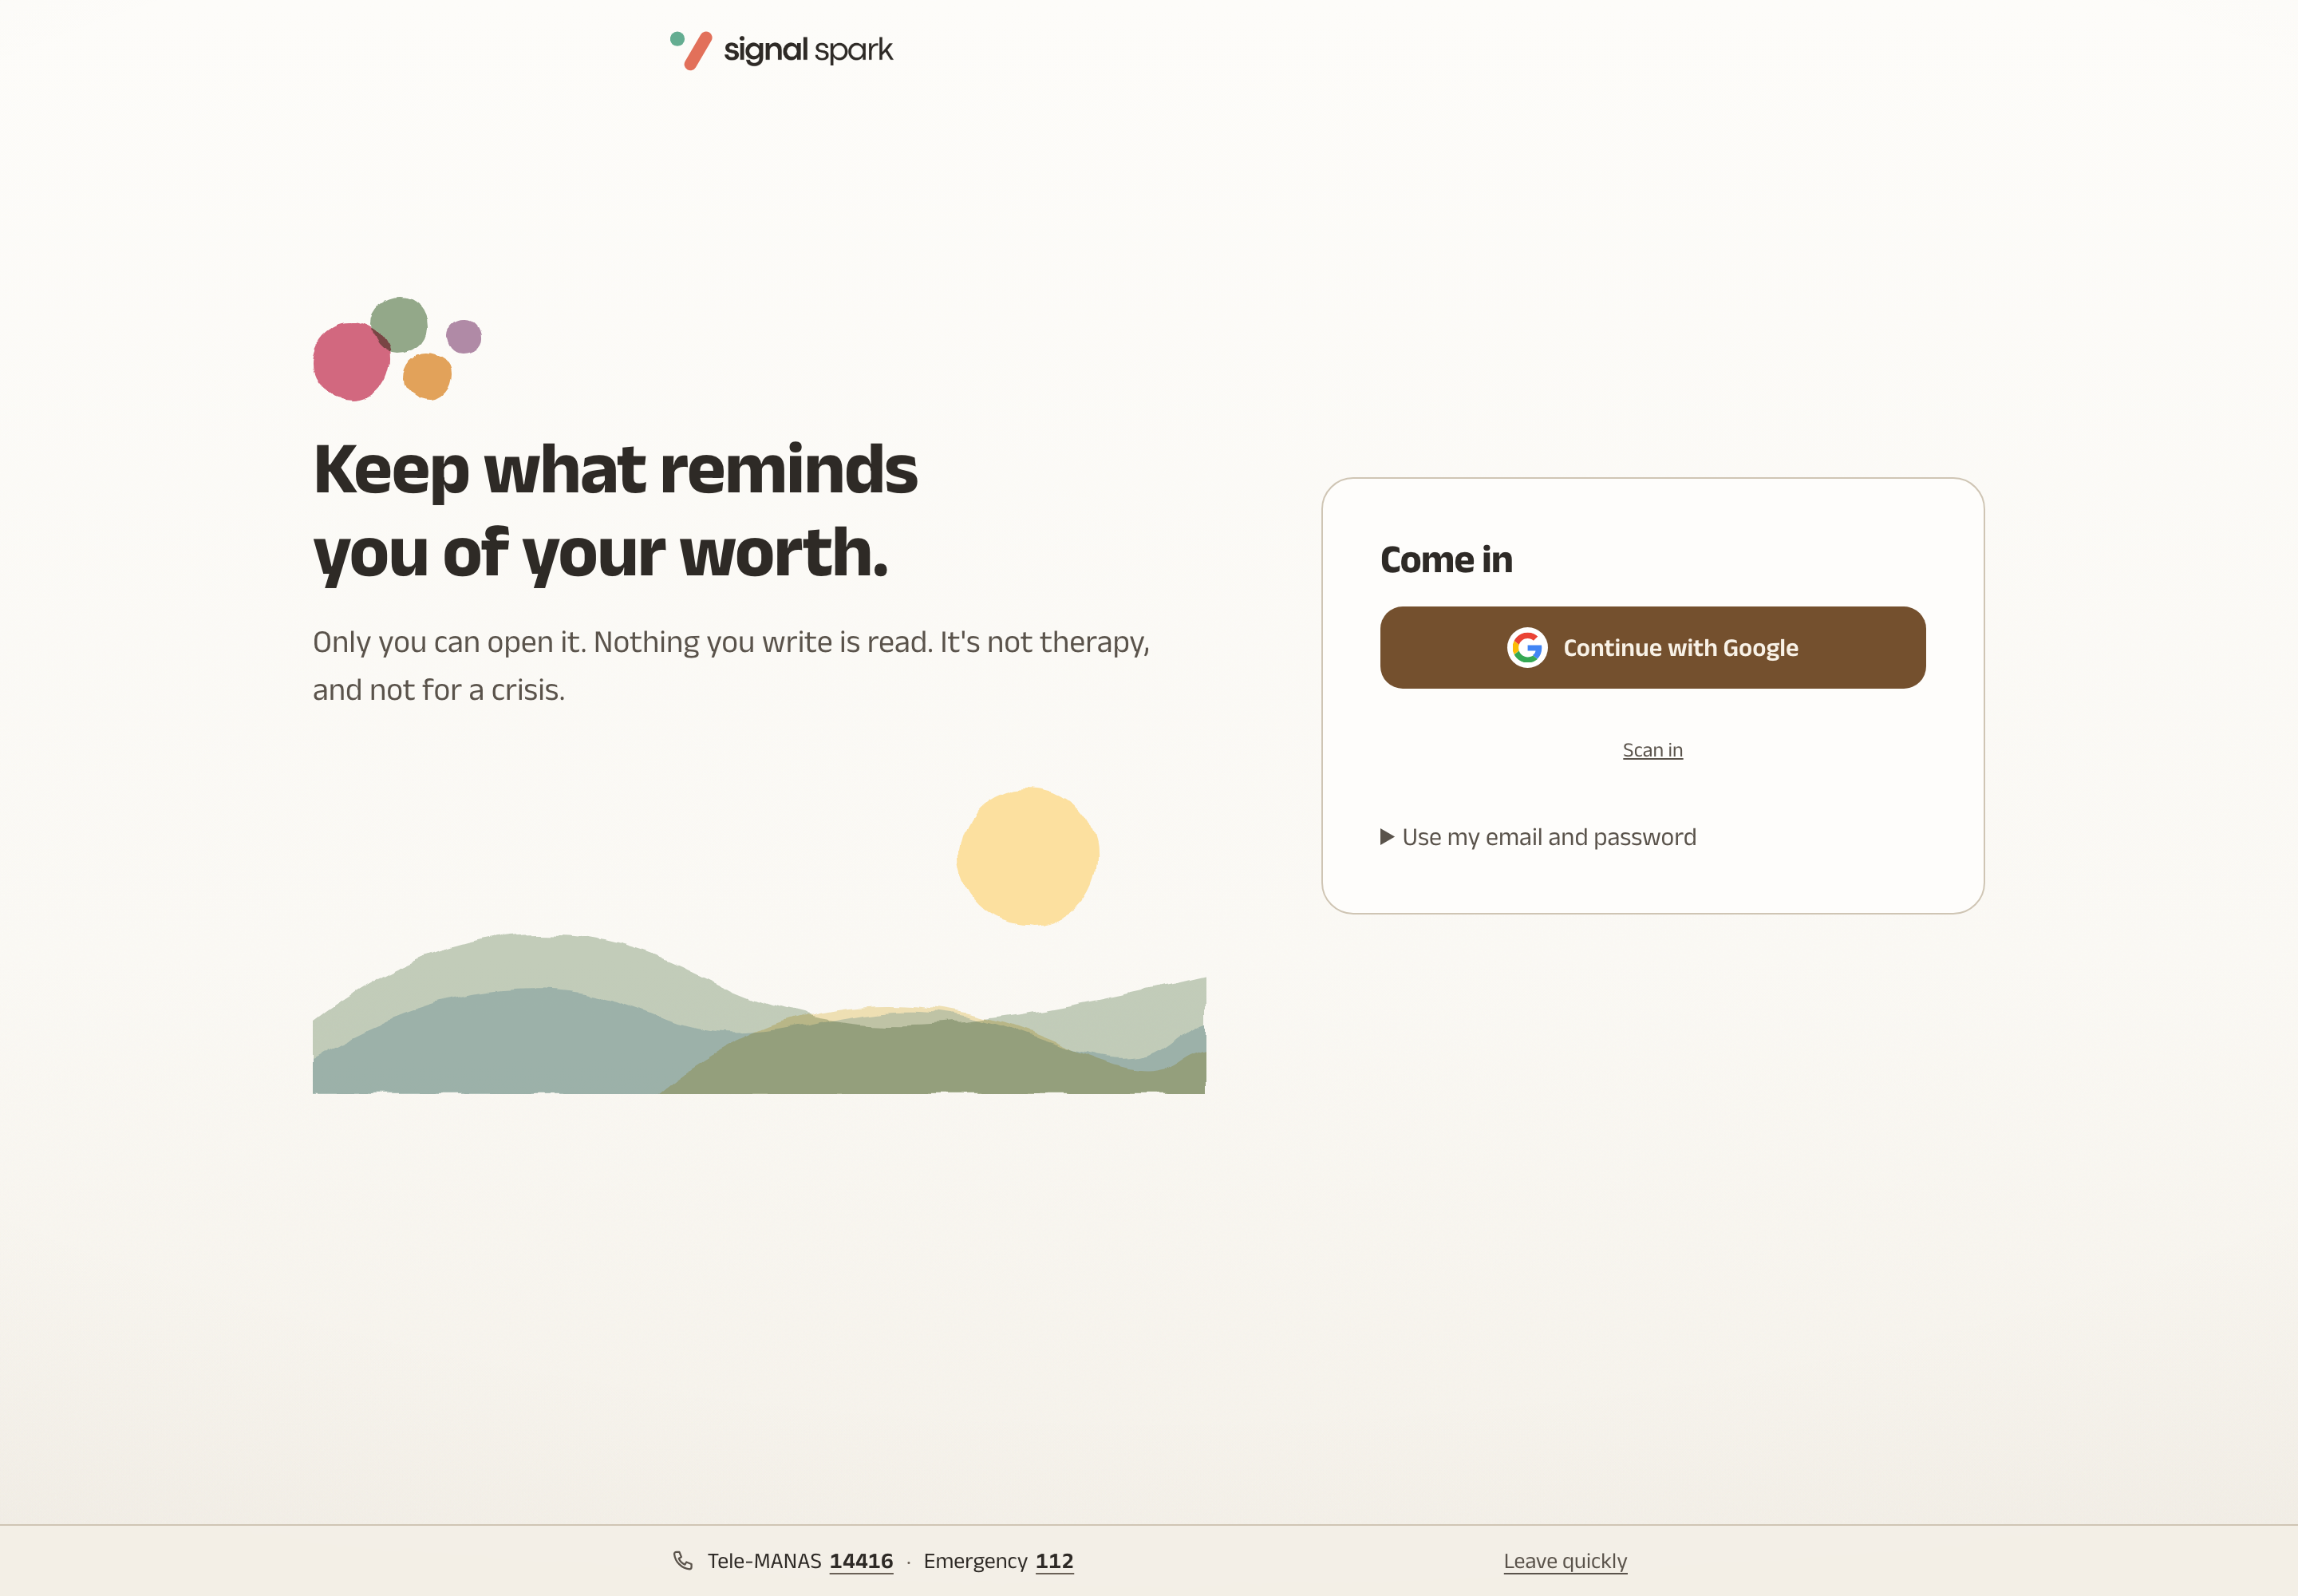 signal spark
Keep what reminds
you of your worth.
Only you can open it. Nothing you write is read. It's not therapy,
and not for a crisis.
Come in
Continue with Google
Scan in
Use my email and password
Tele-MANAS 14416 · Emergency 112
Leave quickly